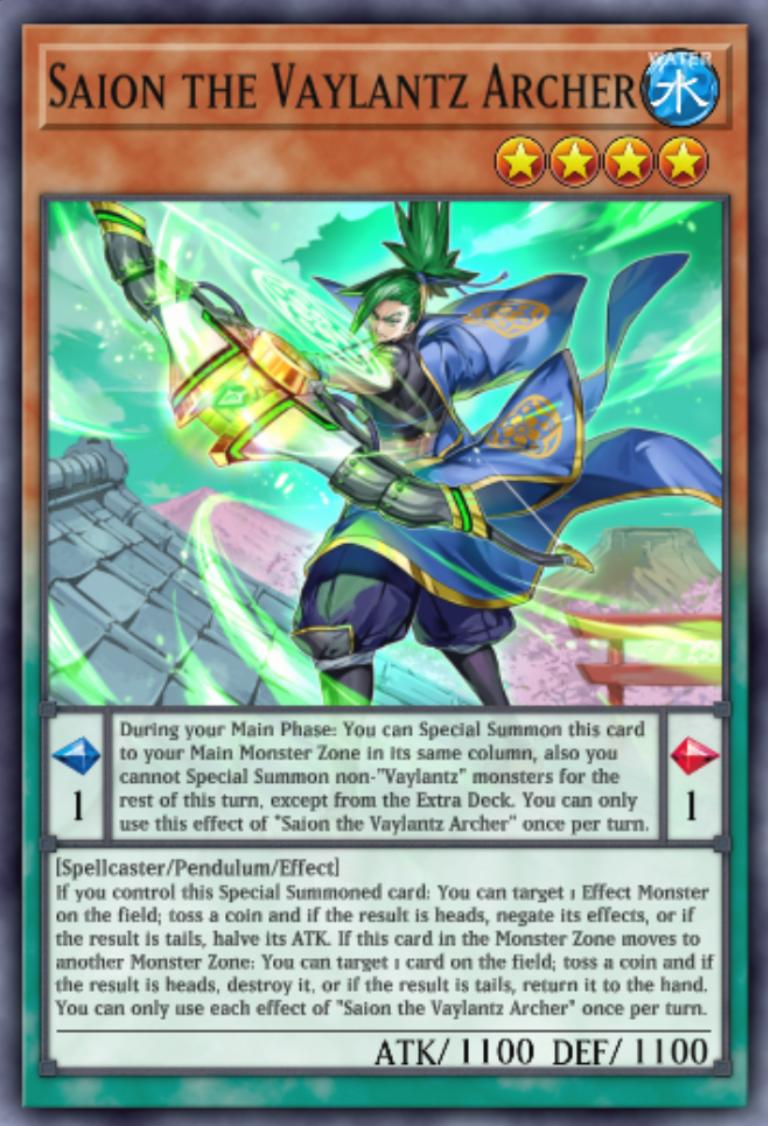 SAION THE VAYLANTZ ARCHER
WATER
水
During your Main Phase: You can Special Summon this card
to your Main Monster Zone in its same column, also you
cannot Special Summon non-"Vaylantz" monsters for the
rest of this turn, except from the Extra Deck. You can only
use this effect of "Saion the Vaylantz Archer" once per turn.
1
1
[Spellcaster/Pendulum/Effect]
If you control this Special Summoned card: You can target 1 Effect Monster
on the field; toss a coin and if the result is heads, negate its effects, or if
the result is tails, halve its ATK. If this card in the Monster Zone moves to
another Monster Zone: You can target 1 card on the field; toss a coin and if
the result is heads, destroy it, or if the result is tails, return it to the hand.
You can only use each effect of "Saion the Vaylantz Archer" once per turn.
ATK/ 1100 DEF/ 1100